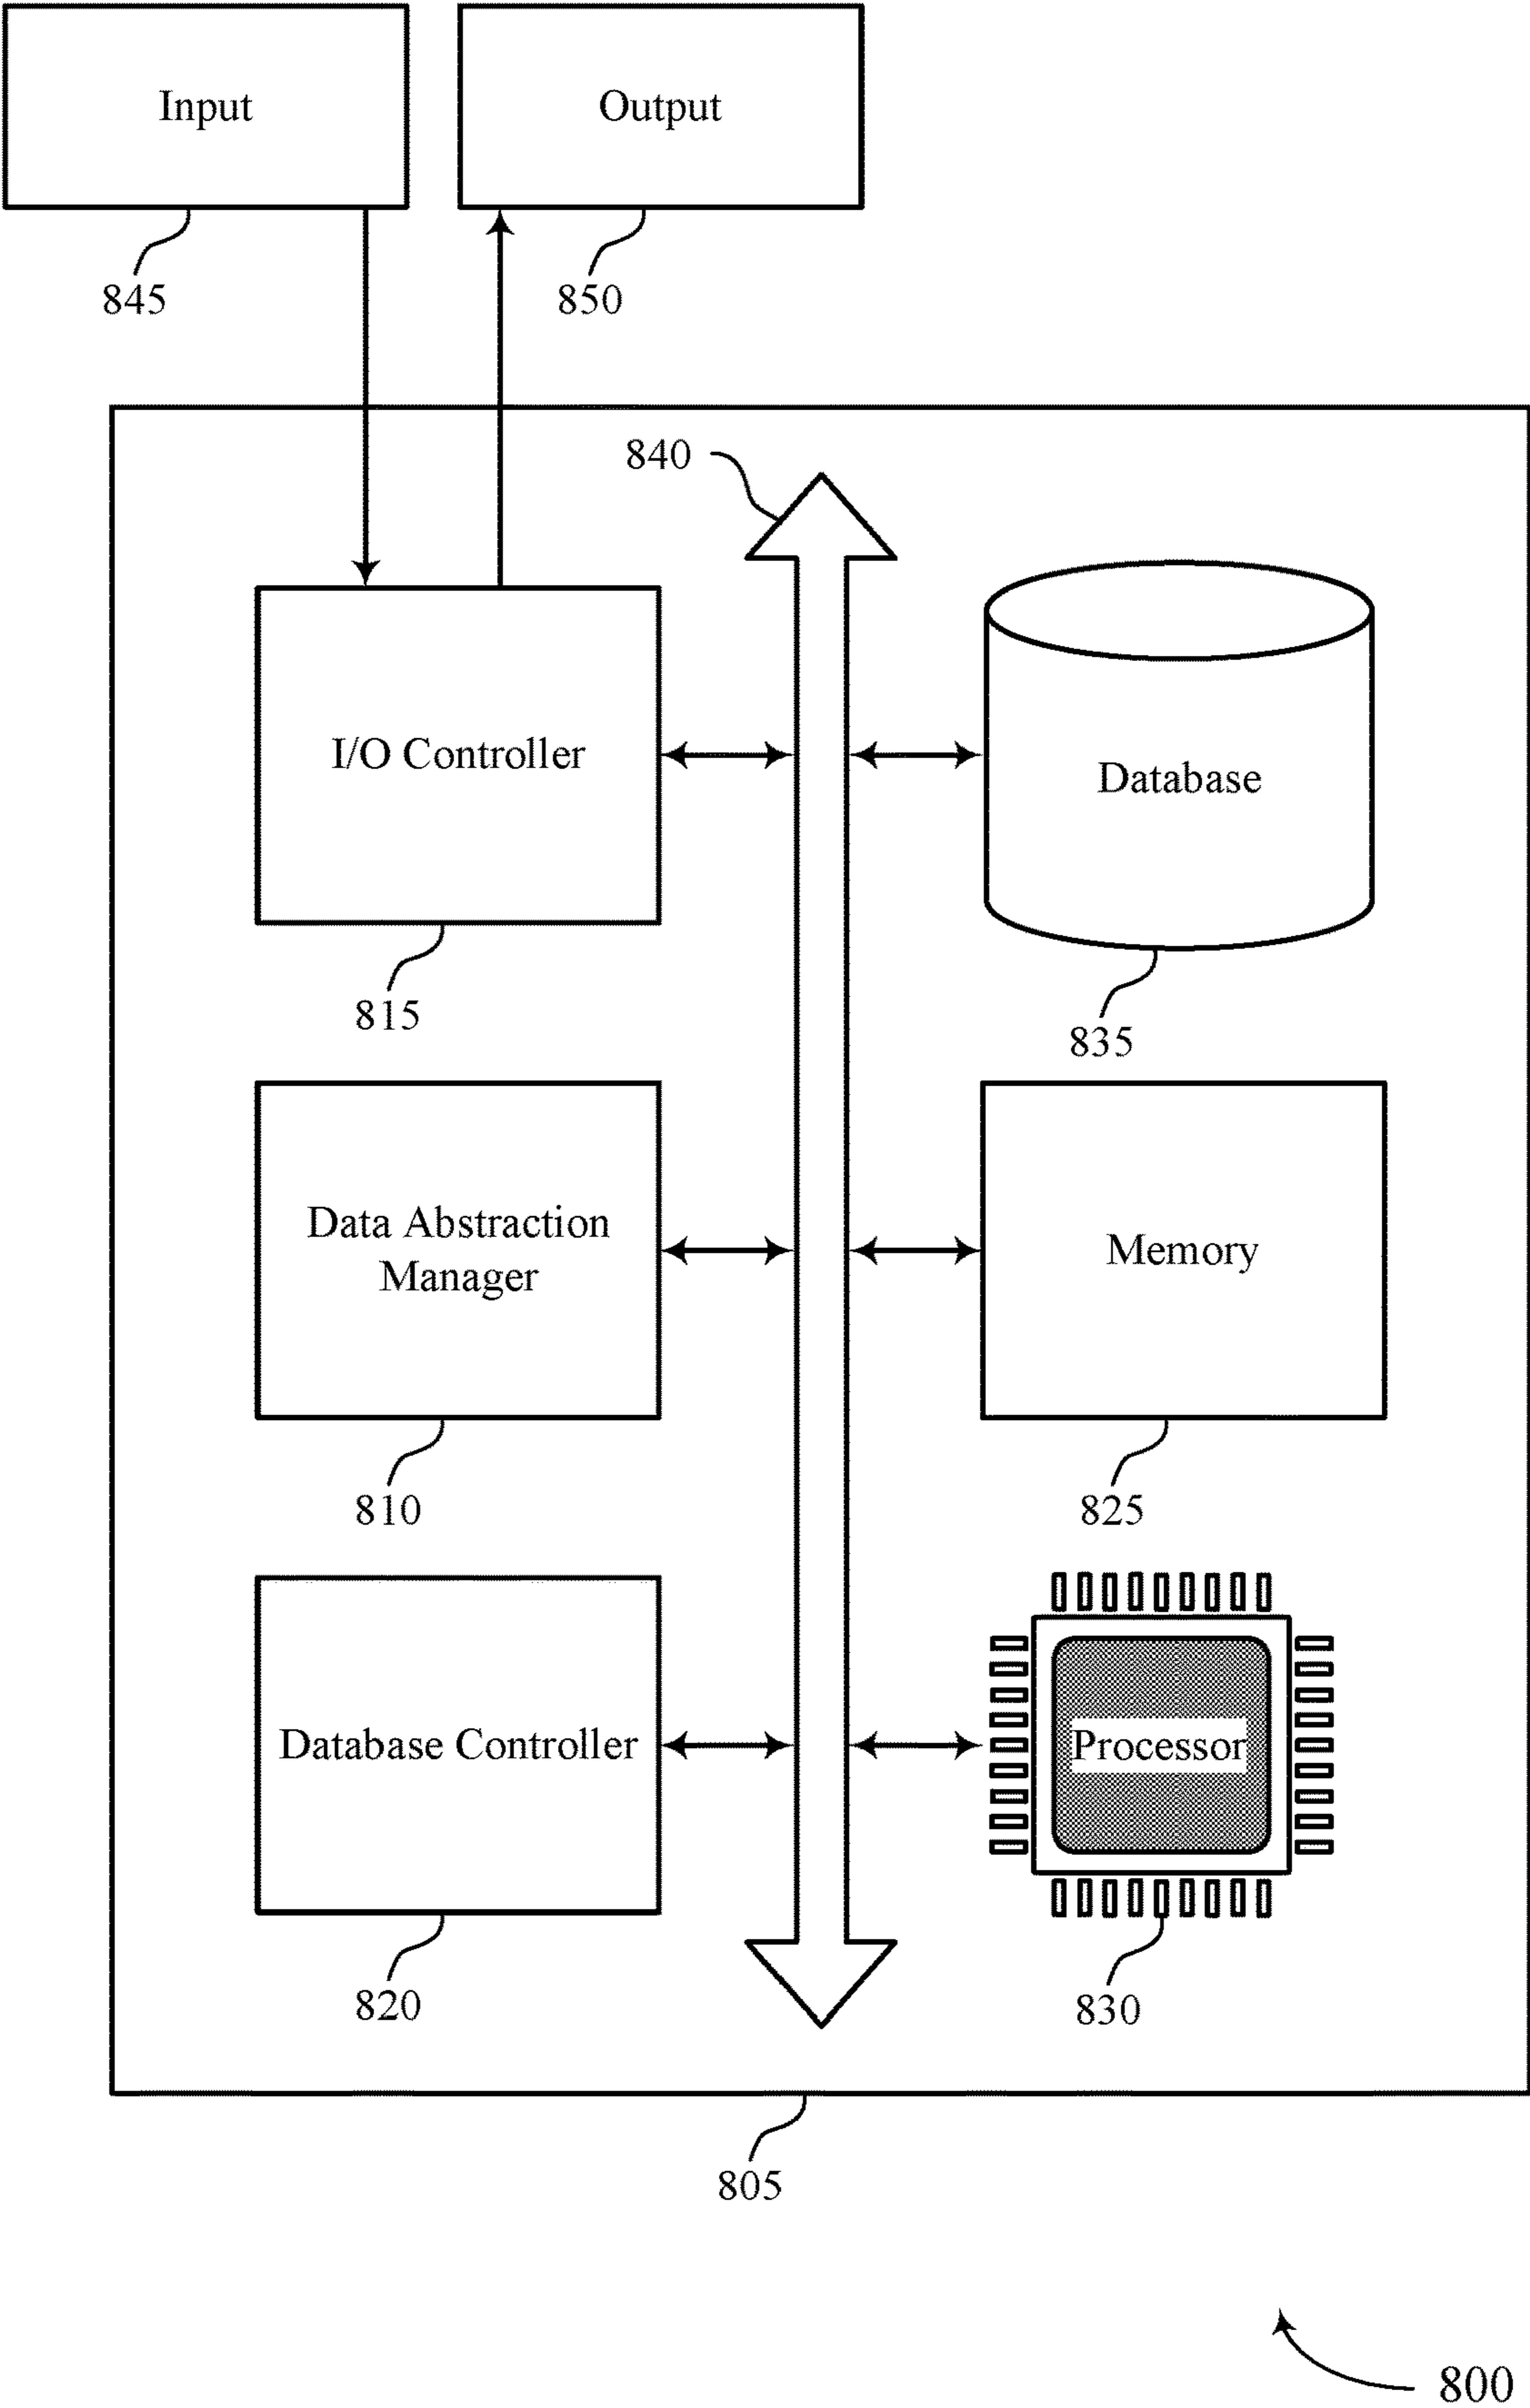 Input
Output
845
850
840
I/O Controller
Database
815
835
Data Abstraction
Manager
Memory
810
825
Database Controller
Processor
820
830
805
800